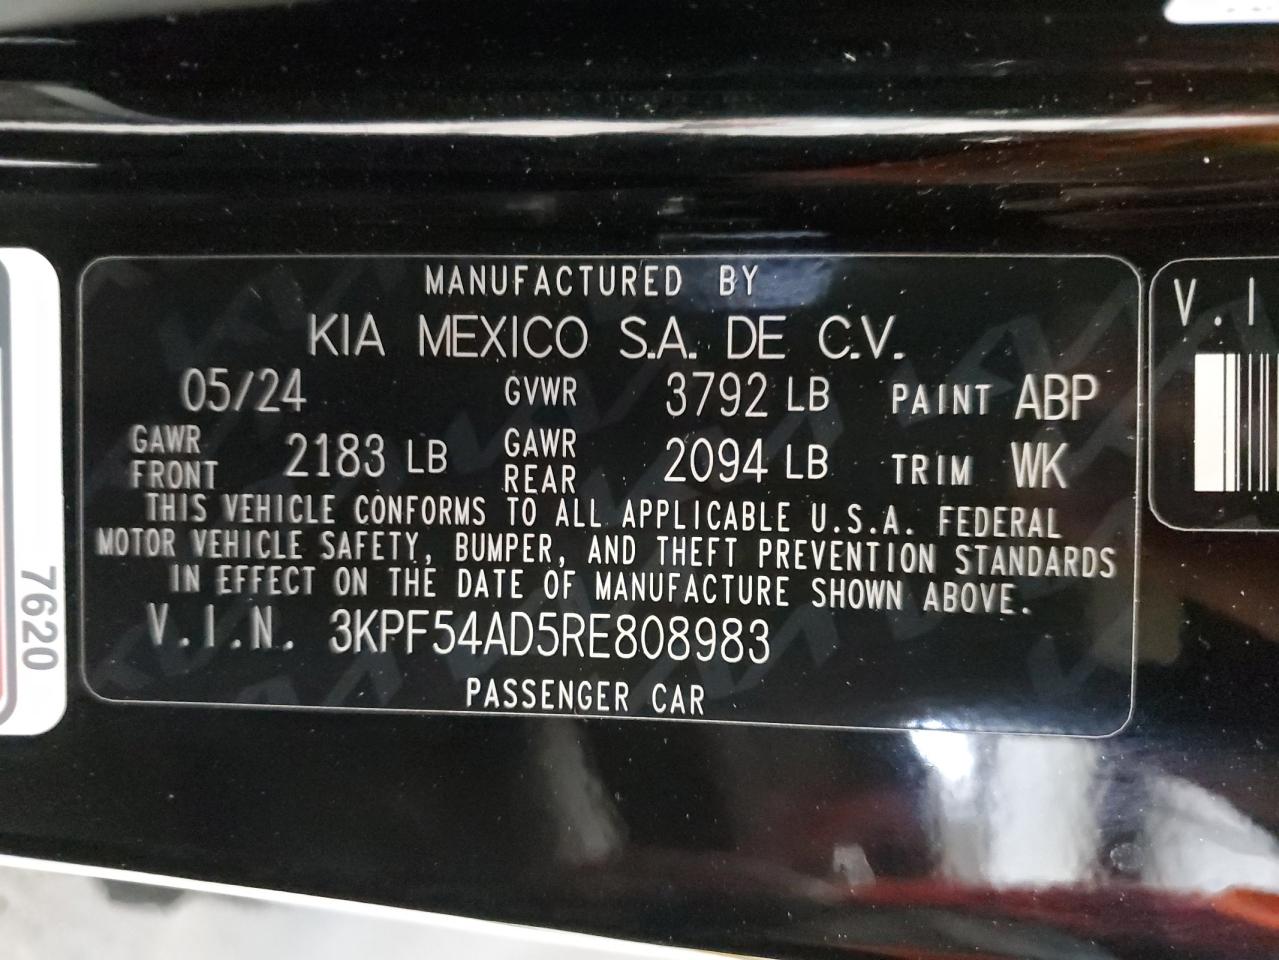 MANUFACTURED BY
KIA MEXICO S.A. DE C.V.
05/24 GVWR 3792 LB PAINT ABP
GAWR FRONT 2183 LB GAWR REAR 2094 LB TRIM WK
THIS VEHICLE CONFORMS TO ALL APPLICABLE U.S.A. FEDERAL
MOTOR VEHICLE SAFETY, BUMPER, AND THEFT PREVENTION STANDARDS
IN EFFECT ON THE DATE OF MANUFACTURE SHOWN ABOVE.
V.I.N. 3KPF54AD5RE808983
PASSENGER CAR
V.I
7620